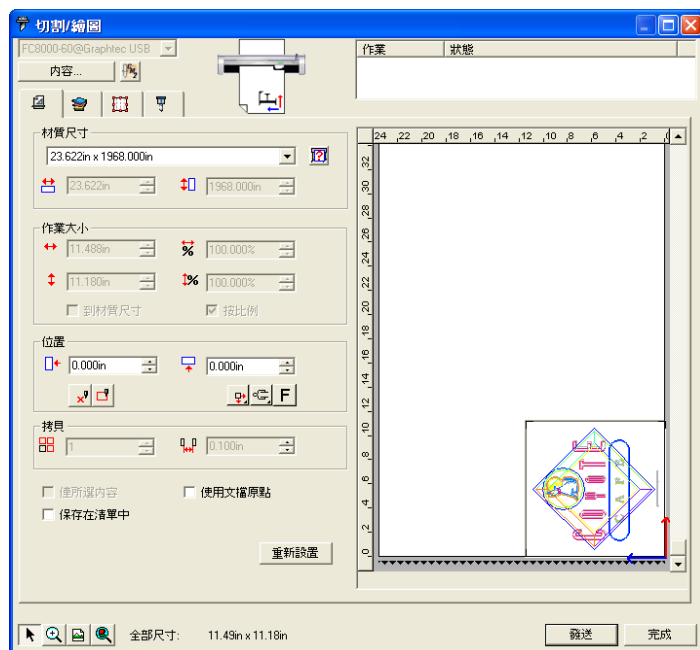 切割/繪圖
FC8000-60@Graphtec USB
作業 狀態
內容...
材質尺寸
23.622in x 1968.000in
23.622in 1968.000in
作業大小
11.488in % 100.000%
11.180in % 100.000%
到材質尺寸 按比例
位置
0.000in 0.000in
F
拷貝
1 0.100in
僅所選內容 使用文擋原點
保存在清單中
重新設置
24 22 20 18 16 14 12 10 8 6 4 2 0
32
30
28
26
24
22
20
18
16
14
12
10
8
6
4
2
0
COYOTE
CAFE
全部尺寸: 11.49in x 11.18in 發送 完成